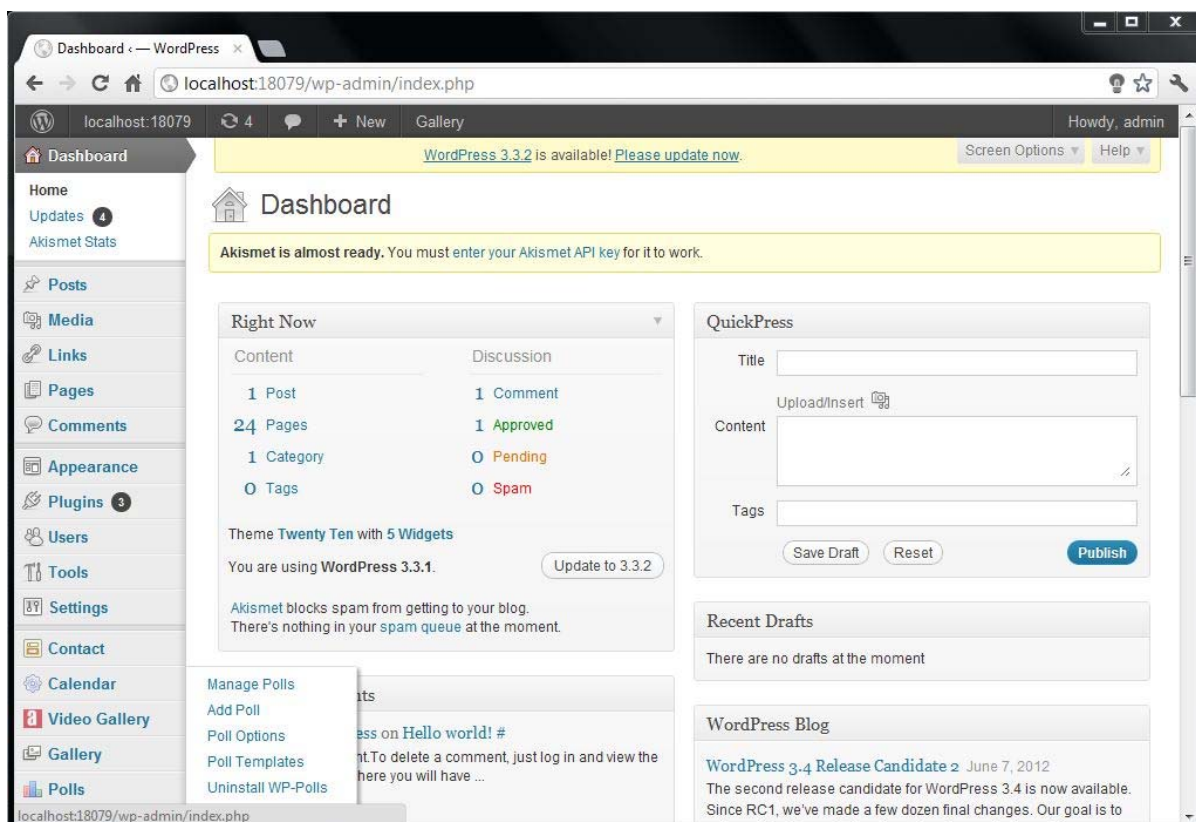 Dashboard ‹ — WordPress
localhost:18079/wp-admin/index.php
localhost:18079 4 + New Gallery Howdy, admin
Dashboard
WordPress 3.3.2 is available! Please update now.
Screen Options Help
Home
Updates 4
Akismet Stats
Posts
Media
Links
Pages
Comments
Appearance
Plugins 3
Users
Tools
Settings
Contact
Calendar
Video Gallery
Gallery
Polls
localhost:18079/wp-admin/index.php
Manage Polls
Add Poll
Poll Options
Poll Templates
Uninstall WP-Polls
Dashboard
Akismet is almost ready. You must enter your Akismet API key for it to work.
Right Now
Content Discussion
1 Post 1 Comment
24 Pages 1 Approved
1 Category 0 Pending
0 Tags 0 Spam
Theme Twenty Ten with 5 Widgets
You are using WordPress 3.3.1. Update to 3.3.2
Akismet blocks spam from getting to your blog.
There's nothing in your spam queue at the moment.
on Hello world! #
To delete a comment, just log in and view the
here you will have ...
QuickPress
Title
Upload/Insert
Content
Tags
Save Draft Reset Publish
Recent Drafts
There are no drafts at the moment
WordPress Blog
WordPress 3.4 Release Candidate 2 June 7, 2012
The second release candidate for WordPress 3.4 is now available.
Since RC1, we've made a few dozen final changes. Our goal is to